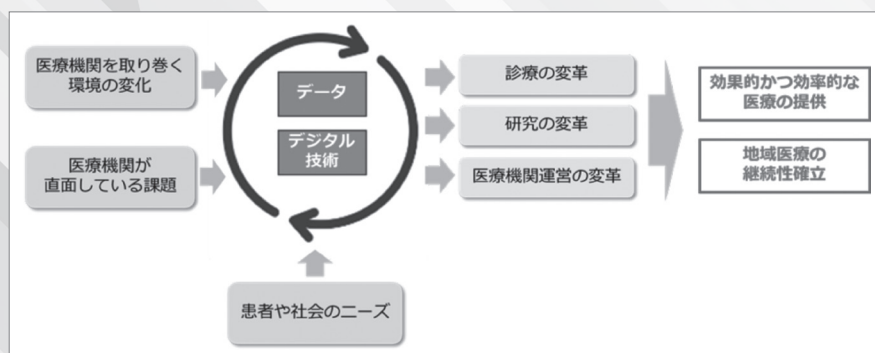 医療機関を取り巻く
環境の変化
医療機関が
直面している課題
データ
デジタル
技術
患者や社会のニーズ
診療の変革
研究の変革
医療機関運営の変革
効果的かつ効率的な
医療の提供
地域医療の
継続性確立